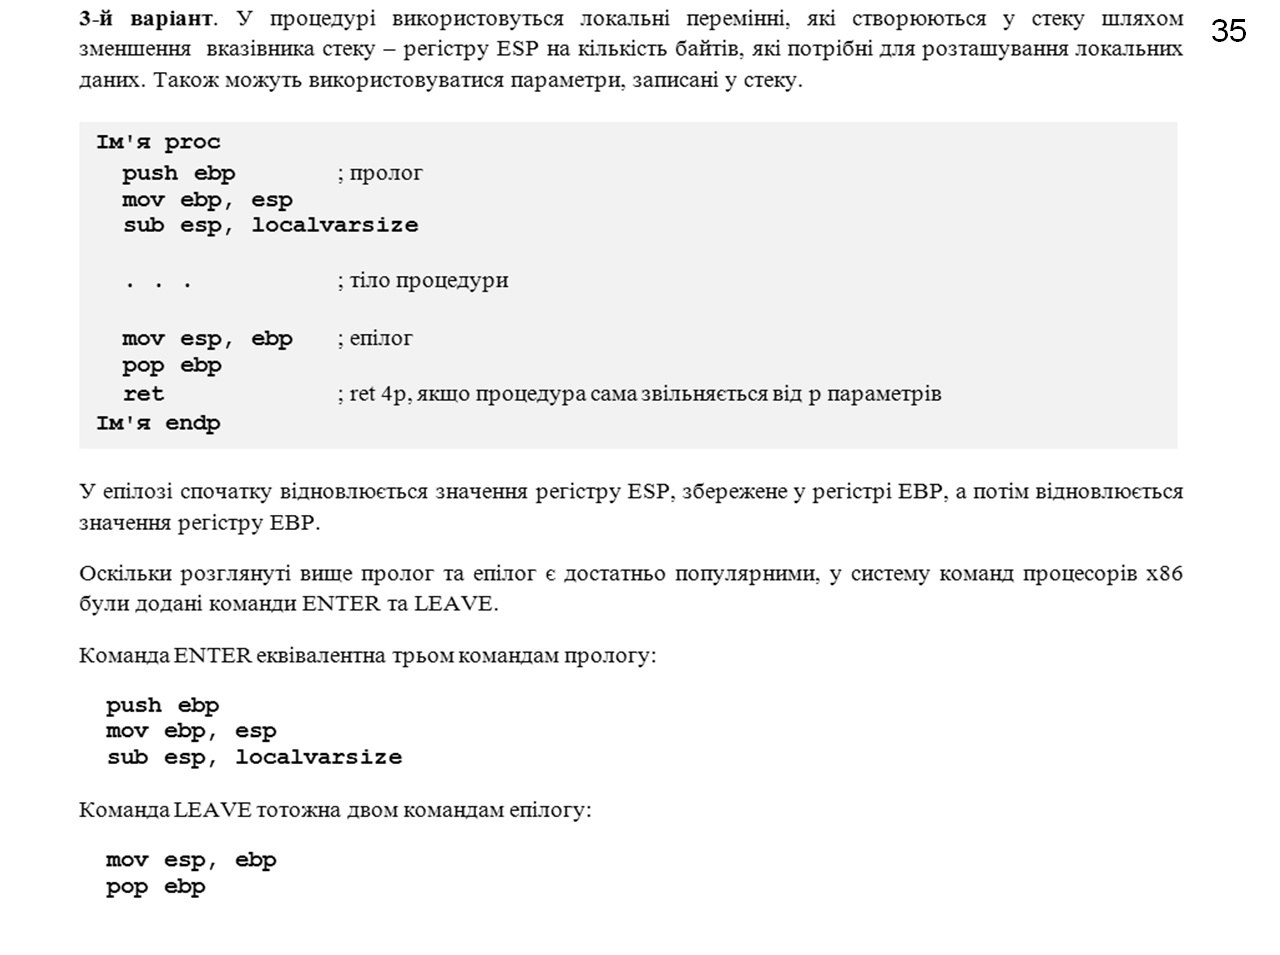 3-й варіант. У процедурі використовуться локальні перемінні, які створюються у стеку шляхом
35
зменшення вказівника стеку – регістру ESP на кількість байтів, які потрібні для розташування локальних
даних. Також можуть використовуватися параметри, записані у стеку.
Ім'я proc
push ebp ; пролог
mov ebp, esp
sub esp, localvarsize
. . . ; тіло процедури
mov esp, ebp ; епілог
pop ebp
ret ; ret 4p, якщо процедура сама звільняється від p параметрів
Ім'я endp
У епілозі спочатку відновлюється значення регістру ESP, збережене у регістрі EBP, а потім відновлюється
значення регістру EBP.
Оскільки розглянуті вище пролог та епілог є достатньо популярними, у систему команд процесорів x86
були додані команди ENTER та LEAVE.
Команда ENTER еквівалентна трьом командам прологу:
push ebp
mov ebp, esp
sub esp, localvarsize
Команда LEAVE тотожна двом командам епілогу:
mov esp, ebp
pop ebp